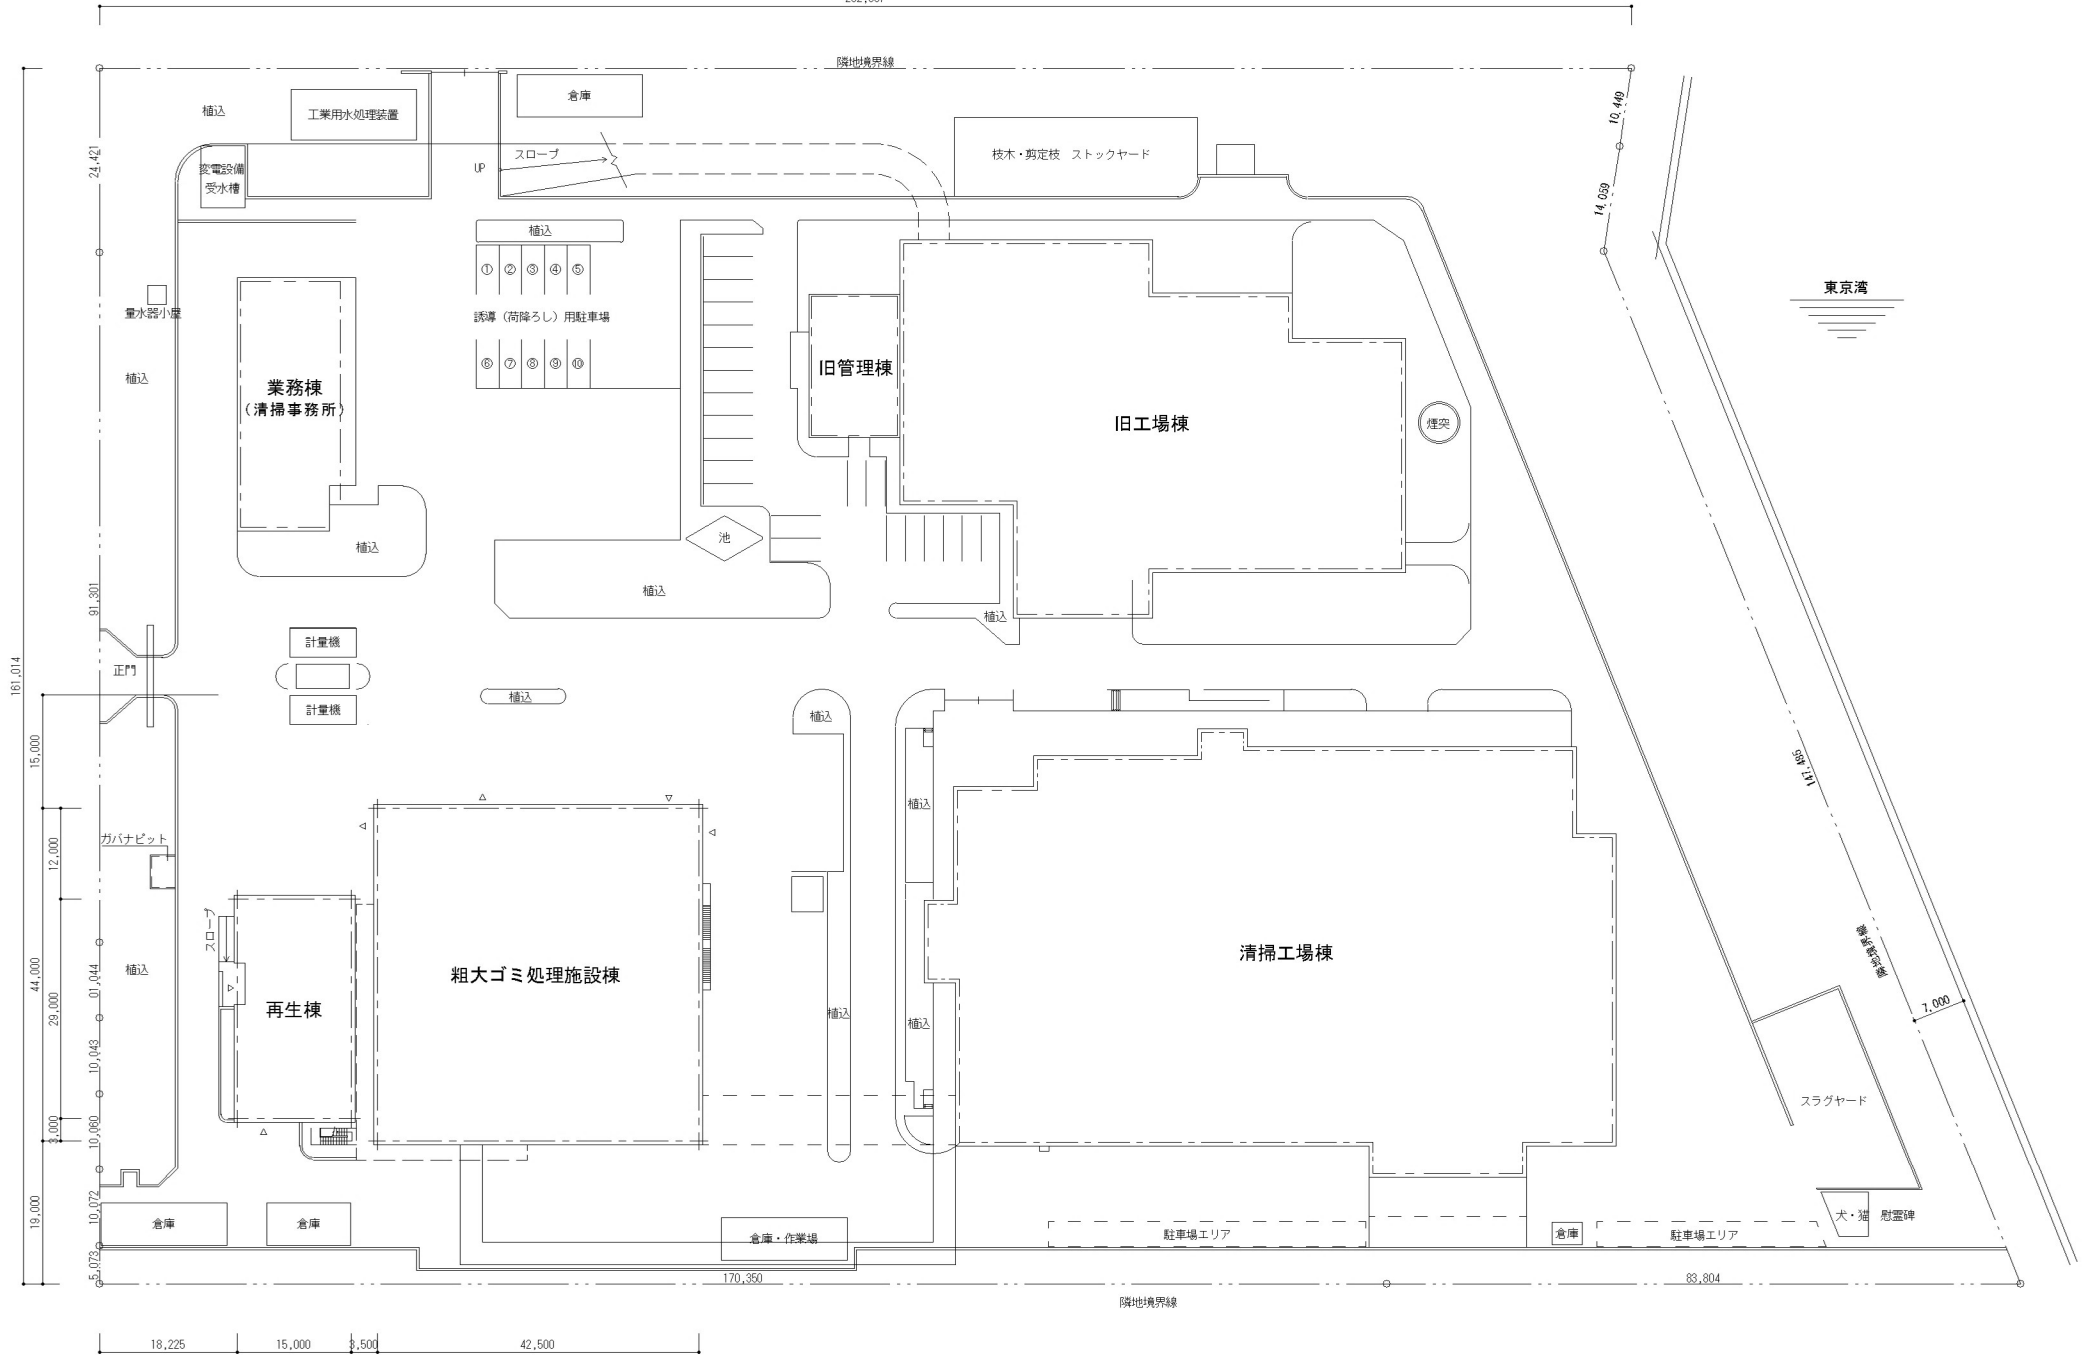 隣地境界線
植込
工業用水処理装置
倉庫
変電設備
受水槽
UP
スロープ
枝木・剪定枝 ストックヤード
10,449
14,059
24,421
東京湾
植込
① ② ③ ④ ⑤
誘導（荷降ろし）用駐車場
⑥ ⑦ ⑧ ⑨ ⑩
量水器小屋
植込
業務棟
（清掃事務所）
旧管理棟
旧工場棟
煙突
池
植込
植込
植込
91,301
161,014
計量機
正門
計量機
植込
植込
15,000
植込
147,485
ガバナピット
12,000
スロープ
植込
44,000
29,000
10,043
再生棟
粗大ゴミ処理施設棟
植込
植込
清掃工場棟
隣地境界線
7,000
スラグヤード
3,000
10,060
19,000
10,072
倉庫
倉庫
倉庫・作業場
駐車場エリア
倉庫
駐車場エリア
犬・猫 慰霊碑
5,073
170,350
83,804
隣地境界線
18,225
15,000
3,500
42,500